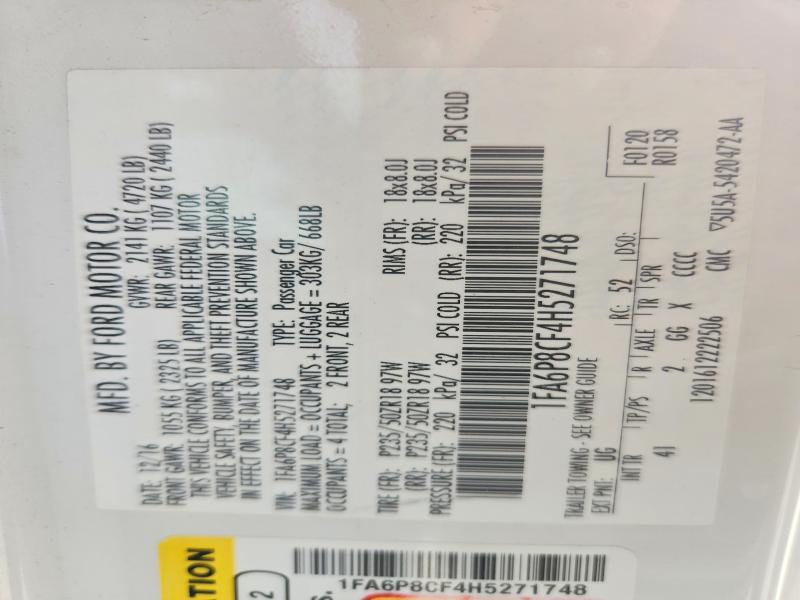 MFD. BY FORD MOTOR CO.
DATE: 12/16 GVWR: 2141 KG ( 4720 LB)
FRONT GAWR: 1055 KG ( 2325 LB) REAR GAWR: 1107 KG ( 2440 LB)
THIS VEHICLE CONFORMS TO ALL APPLICABLE FEDERAL MOTOR
VEHICLE SAFETY, BUMPER, AND THEFT PREVENTION STANDARDS
IN EFFECT ON THE DATE OF MANUFACTURE SHOWN ABOVE.
VIN: 1FA6P8CF4H5271748 TYPE: Passenger Car
MAXIMUM LOAD = OCCUPANTS + LUGGAGE = 303KG/ 668LB
OCCUPANTS = 4 TOTAL; 2 FRONT, 2 REAR
TIRE (FR): P235/50ZR18 97W RIMS (FR): 18x8.0J
(RR): P235/50ZR18 97W (RR): 18x8.0J
PRESSURE (FR): 220 kPa/ 32 PSI COLD (RR): 220 kPa/ 32 PSI COLD
1FA6P8CF4H5271748
TRAILER TOWING - SEE OWNER GUIDE
EXT PNT: UG RC: 52 DSO: F0120
INT TR TP/PS R AXLE TR SPR R0158
41 2 GG X CCCC
12016122222506 CMC ▽5U5A-5420472-AA
ATION
2
S.
1FA6P8CF4H5271748